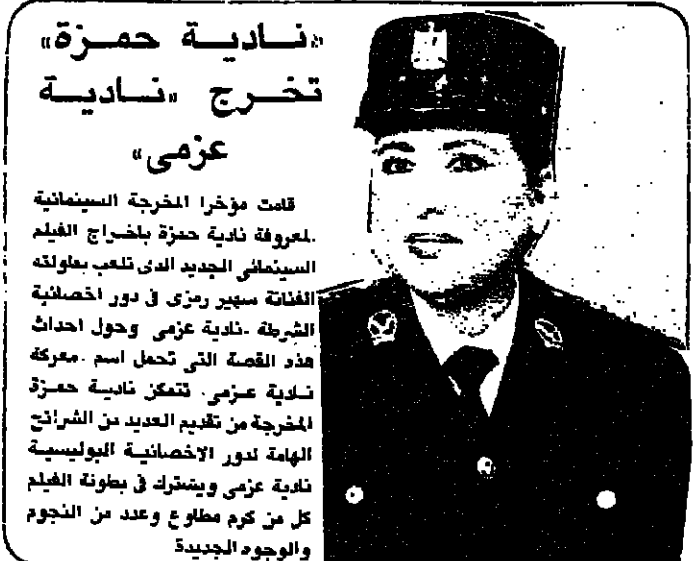 «نادية حمزة»
تخرج «نادية
عزمى»
قامت مؤخرا المخرجة السينمائية
المعروفة نادية حمزة باخراج الفيلم
السينمائى الجديد الذى تلعب بطولته
الفنانة سهير رمزى فى دور اخصائية
الشرطة .نادية عزمى وحول احداث
هذه القصة التى تحمل اسم .معركة
نادية عزمى. تتمكن نادية حمزة
المخرجة من تقديم العديد من الشرائح
الهامة لدور الاخصائية البوليسية
نادية عزمى ويشترك فى بطولة الفيلم
كل من كرم مطاوع وعدد من النجوم
والوجوه الجديدة